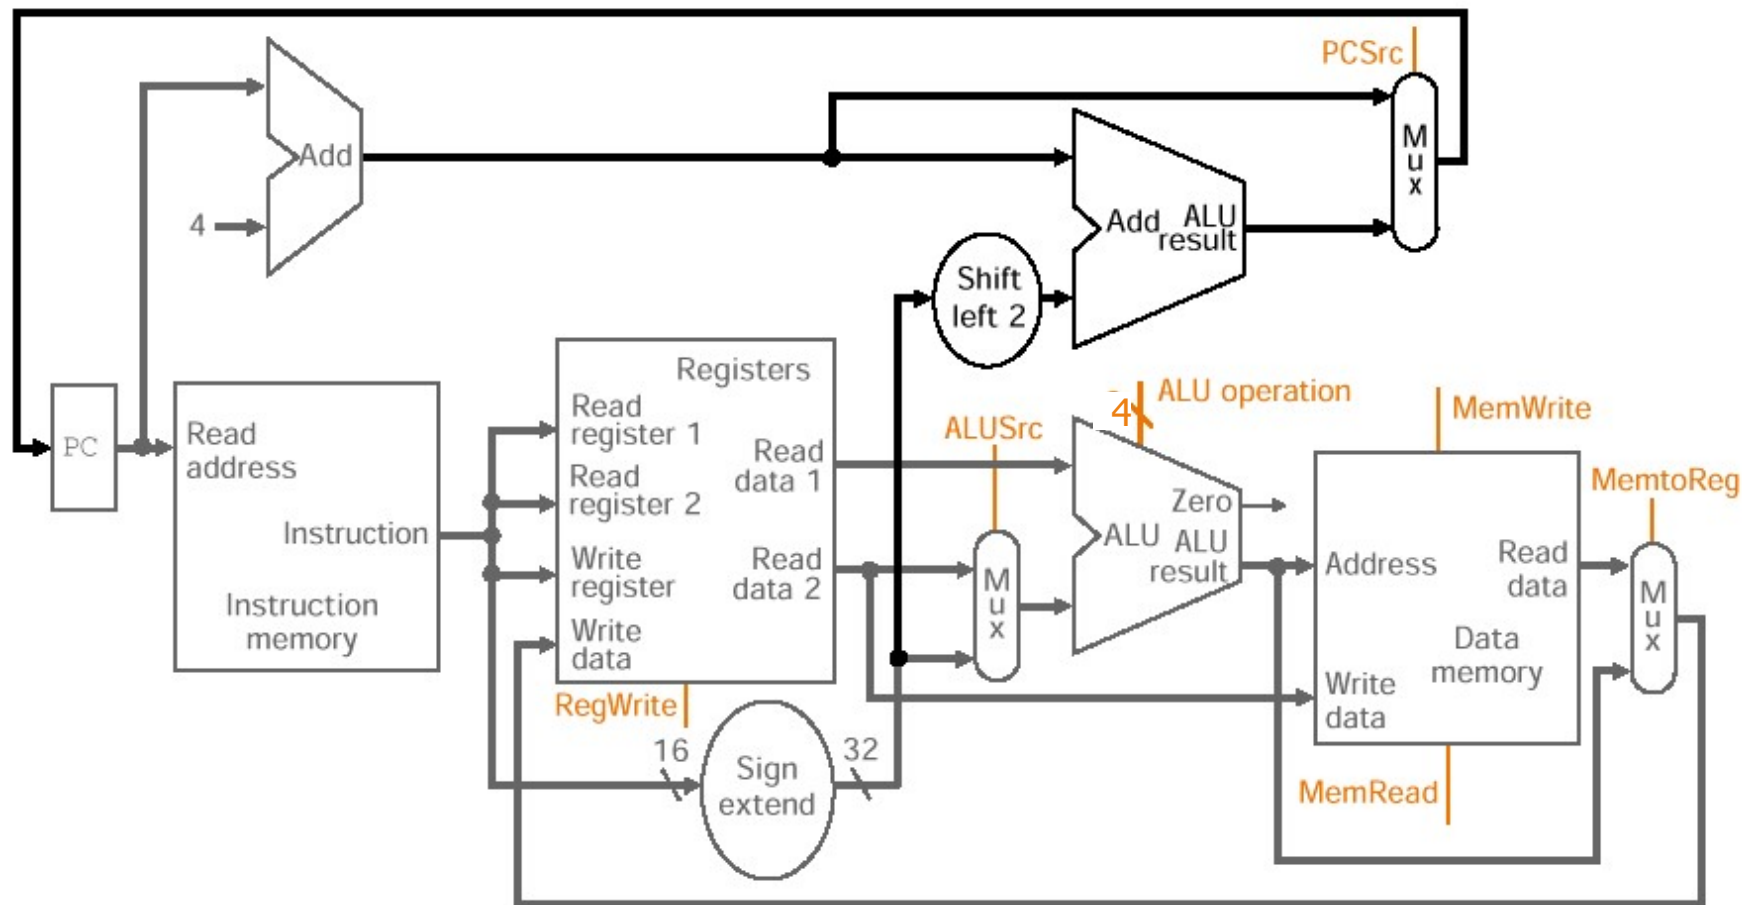 PCSrc
M
u
x
Add
4
Add
ALU
result
Shift
left 2
Registers
Read
register 1
Read
register 2
Write
register
Write
data
Read
data 1
Read
data 2
RegWrite
PC
Read
address
Instruction
Instruction
memory
16
Sign
extend
32
ALUSrc
M
u
x
4
ALU operation
Zero
ALU
ALU
result
MemWrite
Address
Read
data
Data
memory
Write
data
MemRead
MemtoReg
M
u
x